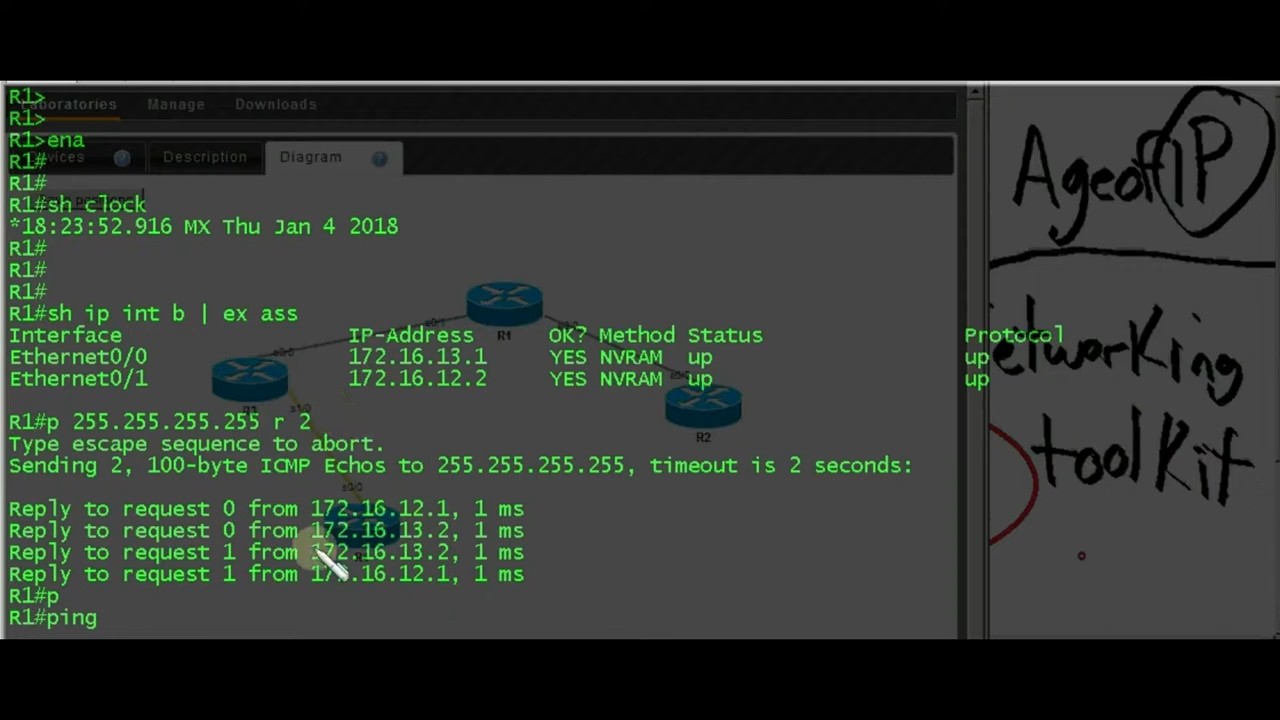 R1>
Laboratories Manage Downloads
R1>
R1>ena
R1#
Description
Diagram
R1#
R1#sh clock
*18:23:52.916 MX Thu Jan 4 2018
R1#
R1#
R1#
R1#sh ip int b | ex ass
Interface IP-Address OK? Method Status Protocol
Ethernet0/0 172.16.13.1 YES NVRAM up up
Ethernet0/1 172.16.12.2 YES NVRAM up up
R1#p 255.255.255.255 r 2
Type escape sequence to abort.
Sending 2, 100-byte ICMP Echos to 255.255.255.255, timeout is 2 seconds:
Reply to request 0 from 172.16.12.1, 1 ms
Reply to request 0 from 172.16.13.2, 1 ms
Reply to request 1 from 172.16.13.2, 1 ms
Reply to request 1 from 172.16.12.1, 1 ms
R1#p
R1#ping
R1
R2
s1/0
s0/0
AgeofIP
etworking
toolKit